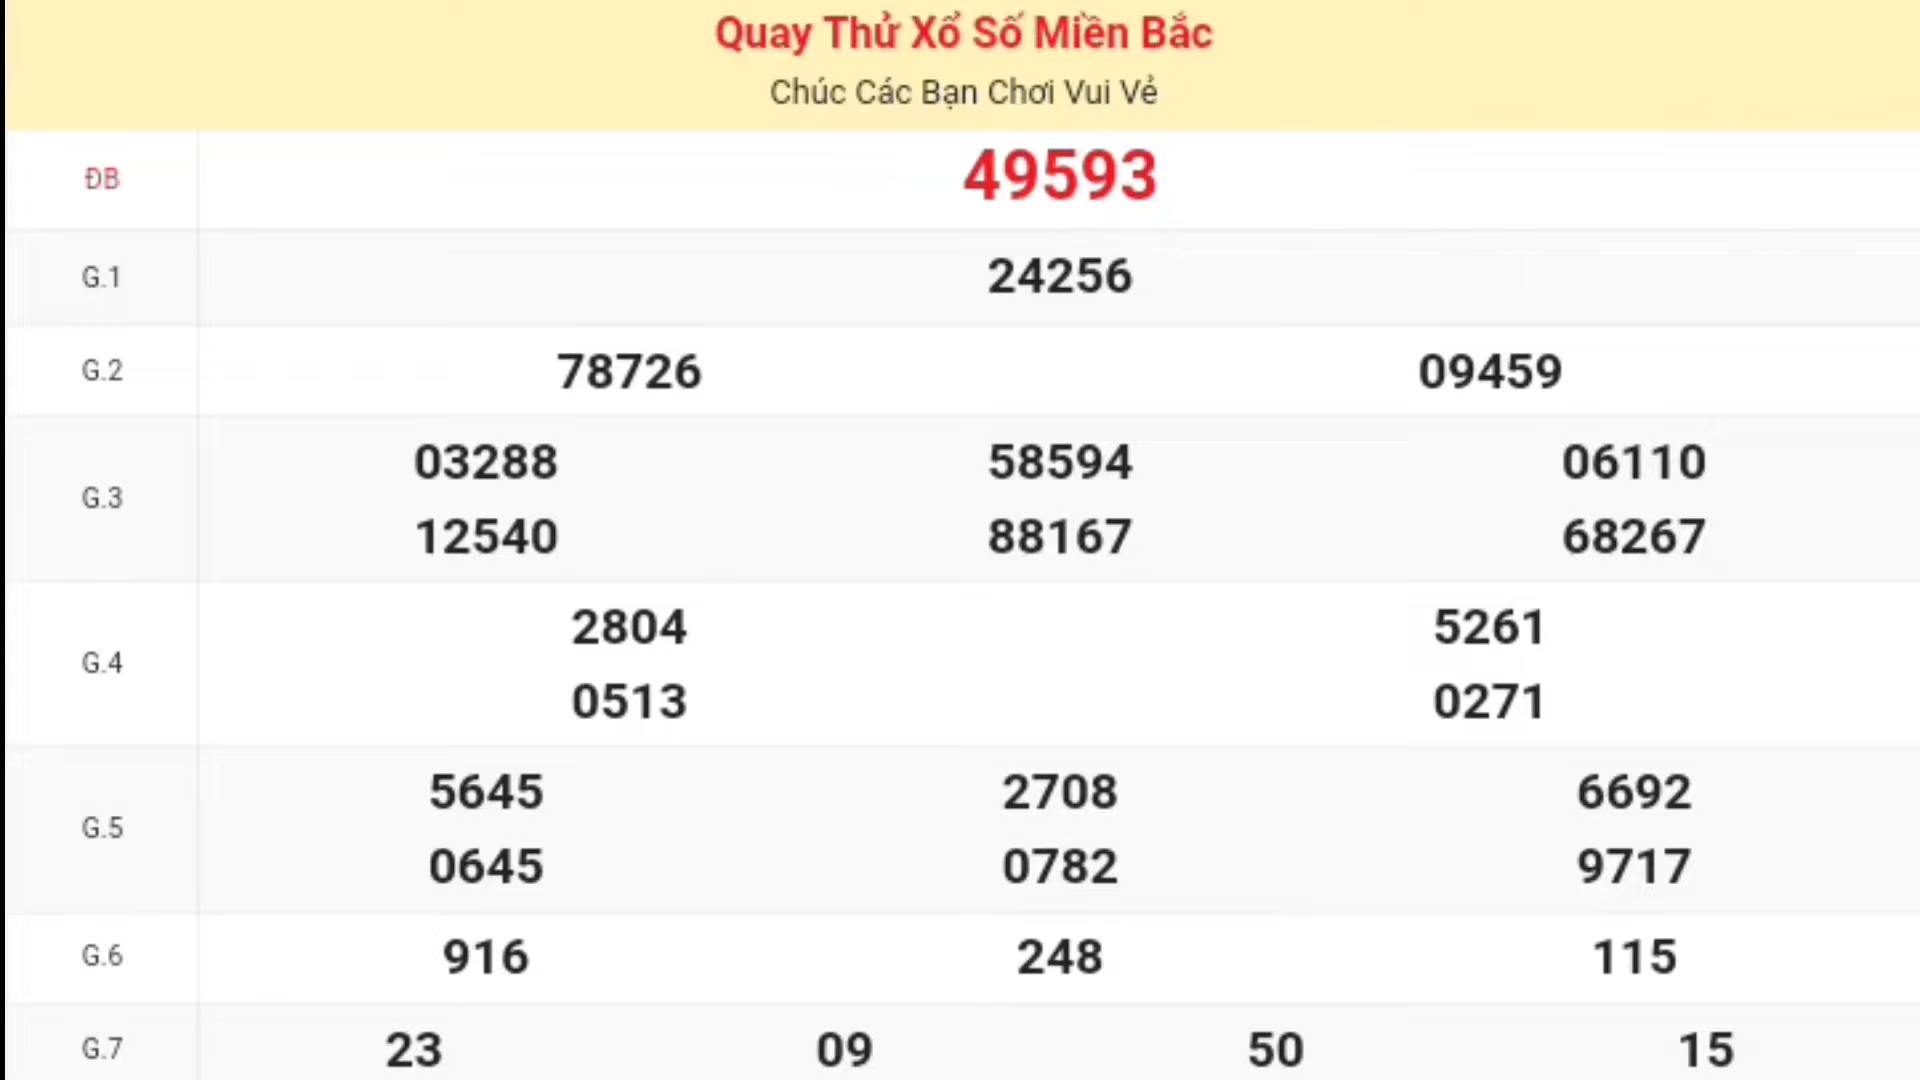 Quay Thử Xổ Số Miền Bắc
Chúc Các Bạn Chơi Vui Vẻ
ĐB 49593
G.1 24256
G.2 78726 09459
G.3 03288 58594 06110
12540 88167 68267
G.4 2804 5261
0513 0271
G.5 5645 2708 6692
0645 0782 9717
G.6 916 248 115
G.7 23 09 50 15